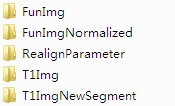 FunImg
FunImgNormalized
RealignParameter
T1Img
T1ImgNewSegment